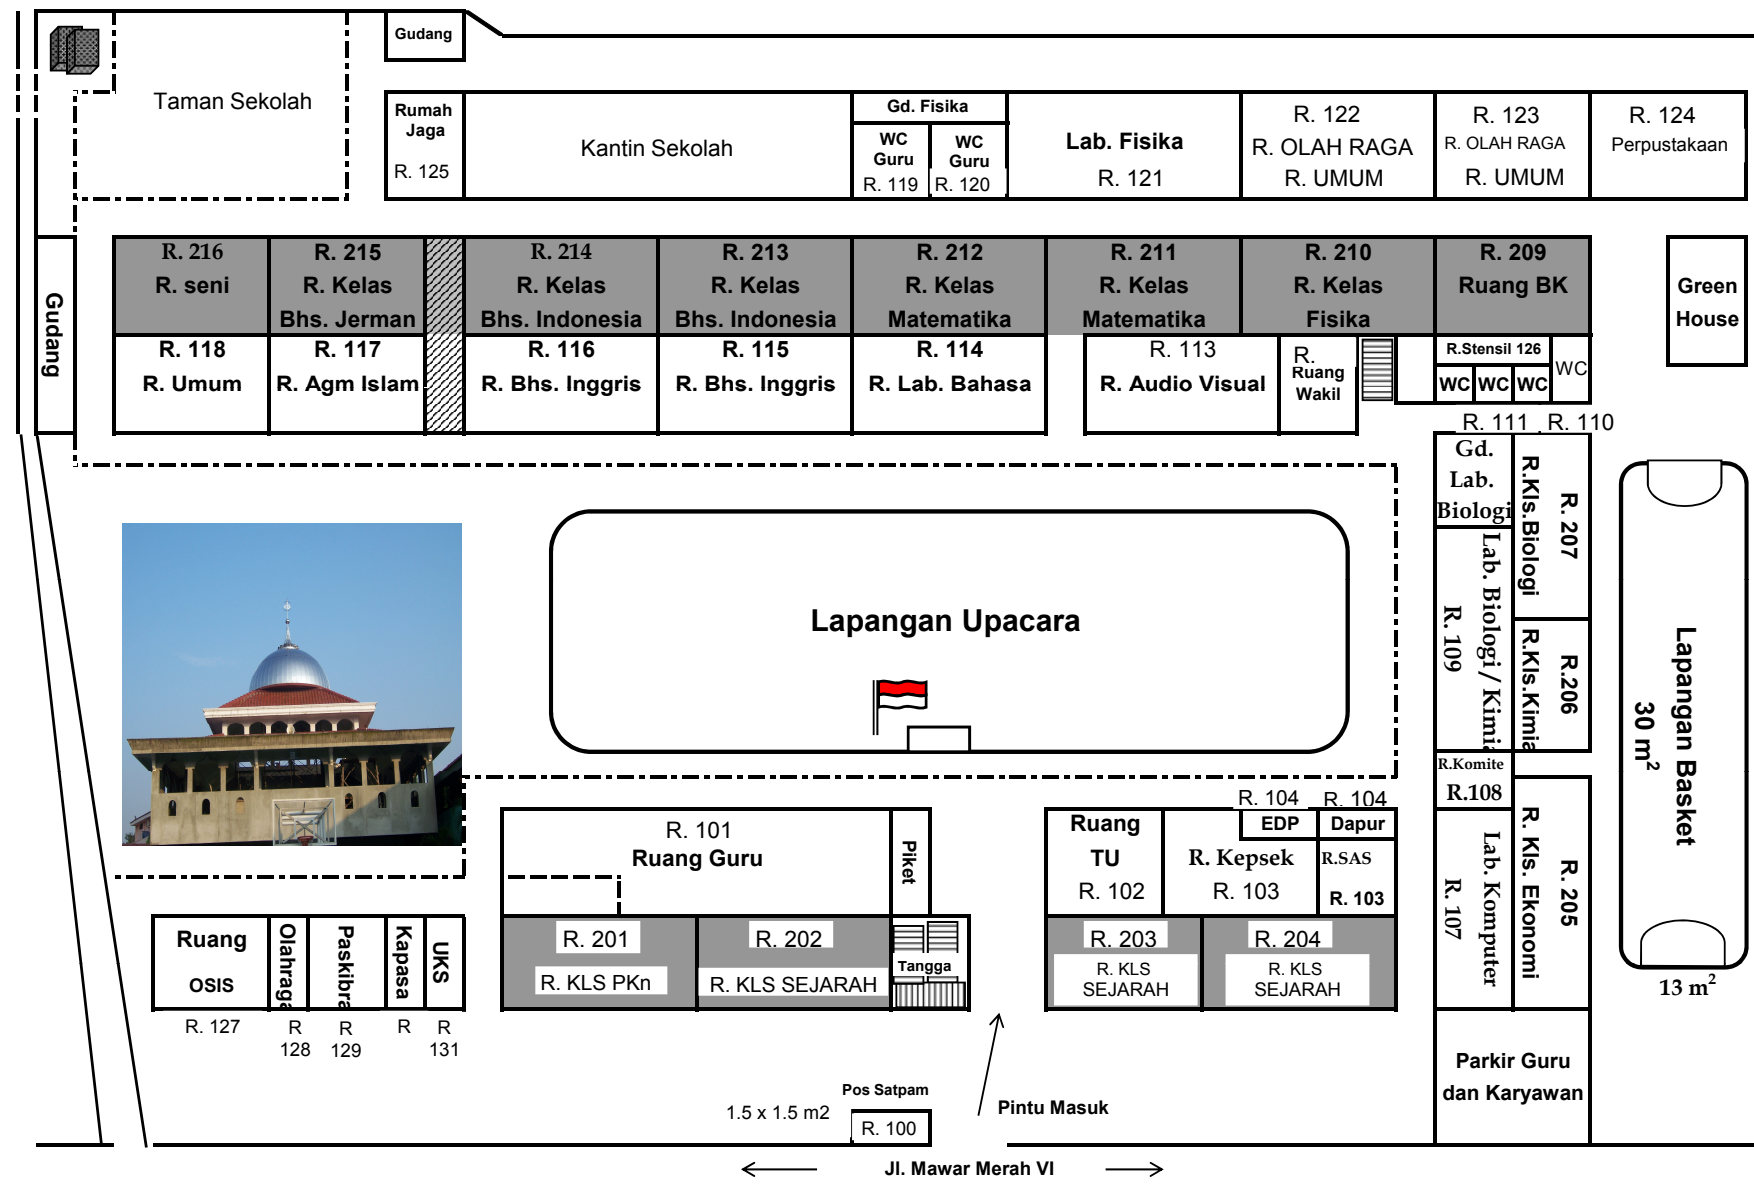 Gudang
Taman Sekolah
Rumah
Jaga
R. 125
Kantin Sekolah
Gd. Fisika
WC
Guru
R. 119
WC
Guru
R. 120
Lab. Fisika
R. 121
R. 122
R. OLAH RAGA
R. UMUM
R. 123
R. OLAH RAGA
R. UMUM
R. 124
Perpustakaan
Gudang
R. 216
R. seni
R. 215
R. Kelas
Bhs. Jerman
R. 214
R. Kelas
Bhs. Indonesia
R. 213
R. Kelas
Bhs. Indonesia
R. 212
R. Kelas
Matematika
R. 211
R. Kelas
Matematika
R. 210
R. Kelas
Fisika
R. 209
Ruang BK
Green
House
R. 118
R. Umum
R. 117
R. Agm Islam
R. 116
R. Bhs. Inggris
R. 115
R. Bhs. Inggris
R. 114
R. Lab. Bahasa
R. 113
R. Audio Visual
R.
Ruang
Wakil
R.Stensil 126
WC
WC
WC
WC
R. 111
R. 110
Gd.
Lab.
Biologi
R.Kls.Biologi
R. 207
Lab. Biologi / Kimia
R. 109
R.Kls.Kimia
R.206
Lapangan Upacara
Lapangan Basket
30 m2
13 m2
R.Komite
R.108
R. Kls. Ekonomi
R. 205
Lab. Komputer
R. 107
R. 101
Ruang Guru
Piket
Ruang
TU
R. 102
R. Kepsek
R. 103
R. 104
EDP
R. 104
Dapur
R.SAS
R. 103
R. 201
R. KLS PKn
R. 202
R. KLS SEJARAH
Tangga
R. 203
R. KLS
SEJARAH
R. 204
R. KLS
SEJARAH
Ruang
OSIS
Olahraga
Paskibra
Kapasa
UKS
R. 127
R
128
R
129
R
R
131
Parkir Guru
dan Karyawan
Pos Satpam
1.5 x 1.5 m2
R. 100
Pintu Masuk
Jl. Mawar Merah VI